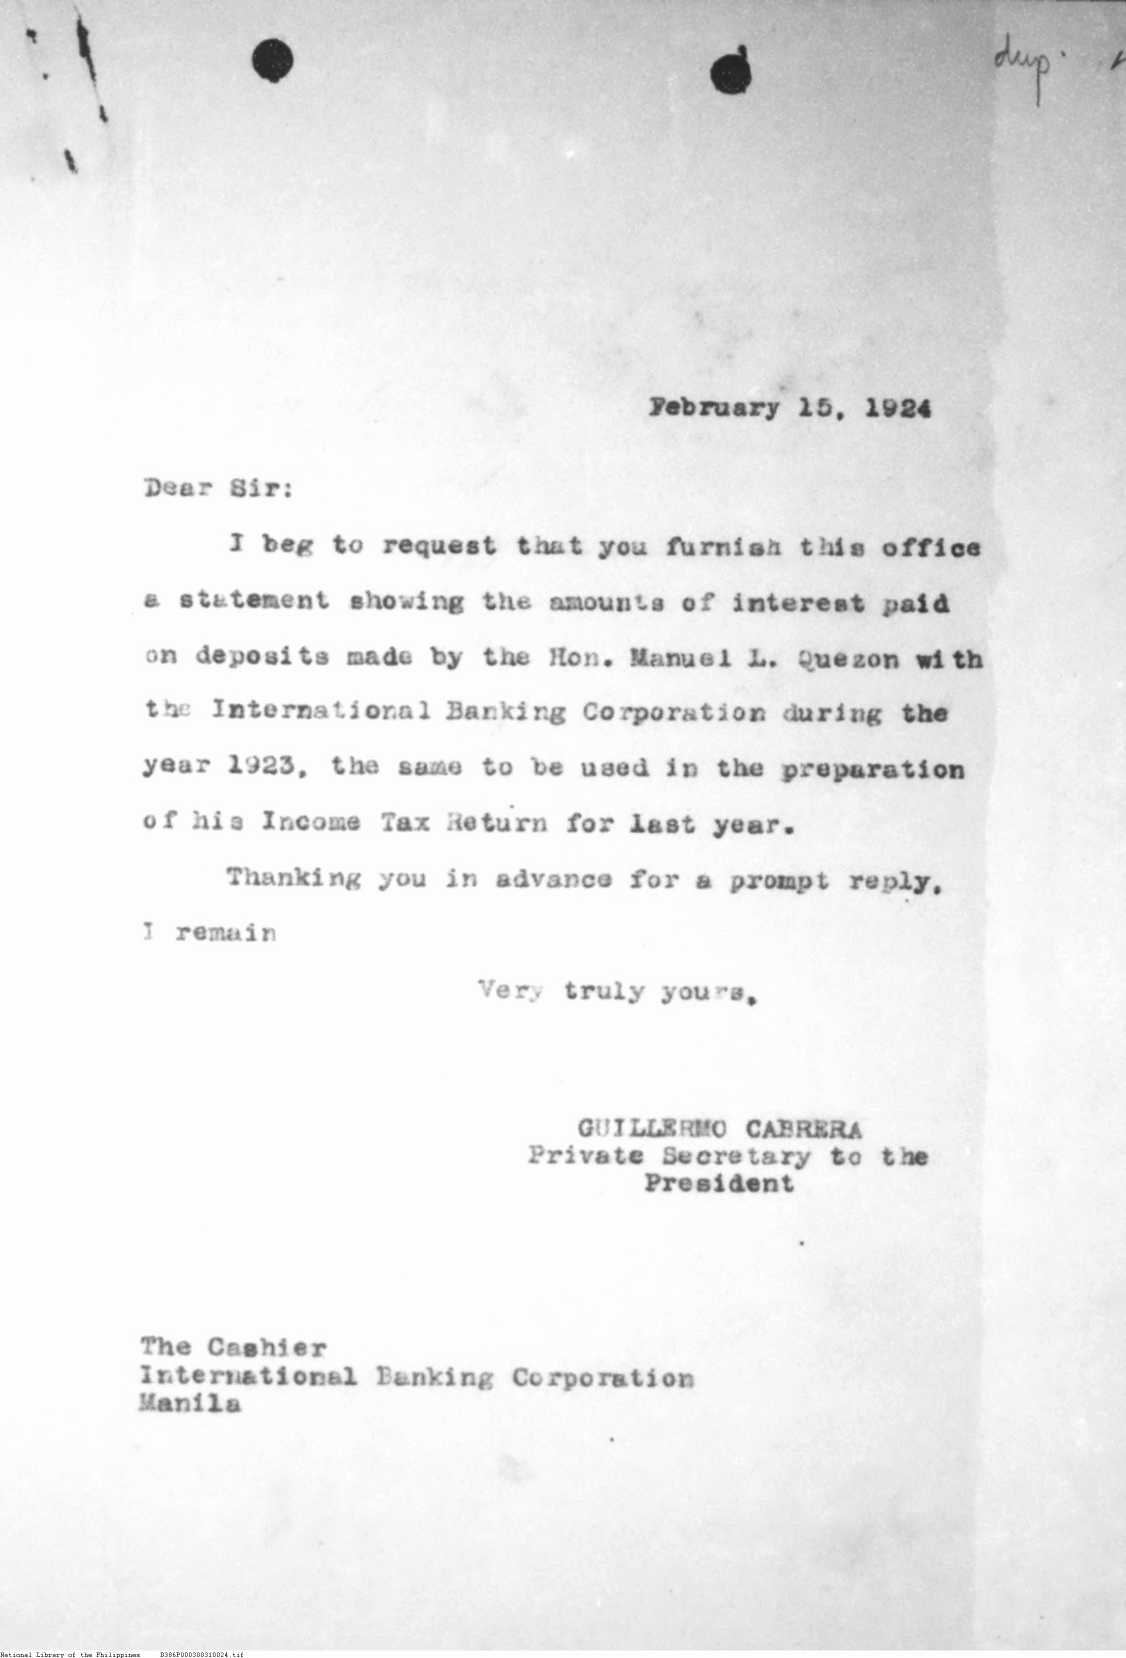 dup.
February 15, 1924
Dear Sir:
I beg to request that you furnish this office
a statement showing the amounts of interest paid
on deposits made by the Hon. Manuel L. Quezon with
the International Banking Corporation during the
year 1923, the same to be used in the preparation
of his Income Tax Return for last year.
Thanking you in advance for a prompt reply,
I remain
Very truly yours,
GUILLERMO CABRERA
Private Secretary to the
President
The Cashier
International Banking Corporation
Manila
National Library of the Philippines B386P000300310024.tif